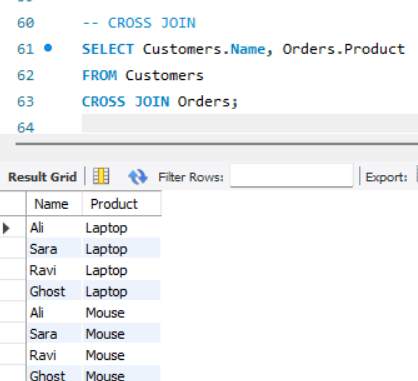 60 -- CROSS JOIN
61 SELECT Customers.Name, Orders.Product
62 FROM Customers
63 CROSS JOIN Orders;
64
Result Grid Filter Rows: Export:
Name Product
Ali Laptop
Sara Laptop
Ravi Laptop
Ghost Laptop
Ali Mouse
Sara Mouse
Ravi Mouse
Ghost Mouse